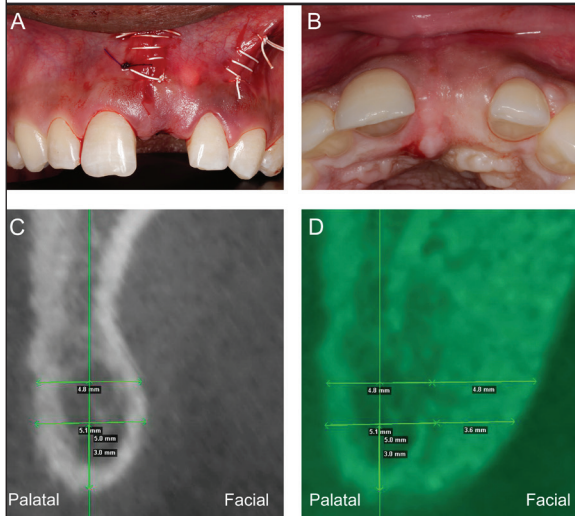 A
B
C
4.8 mm
5.1 mm
5.0 mm
3.0 mm
Palatal
Facial
D
4.8 mm
4.8 mm
5.1 mm
3.6 mm
5.0 mm
3.0 mm
Palatal
Facial